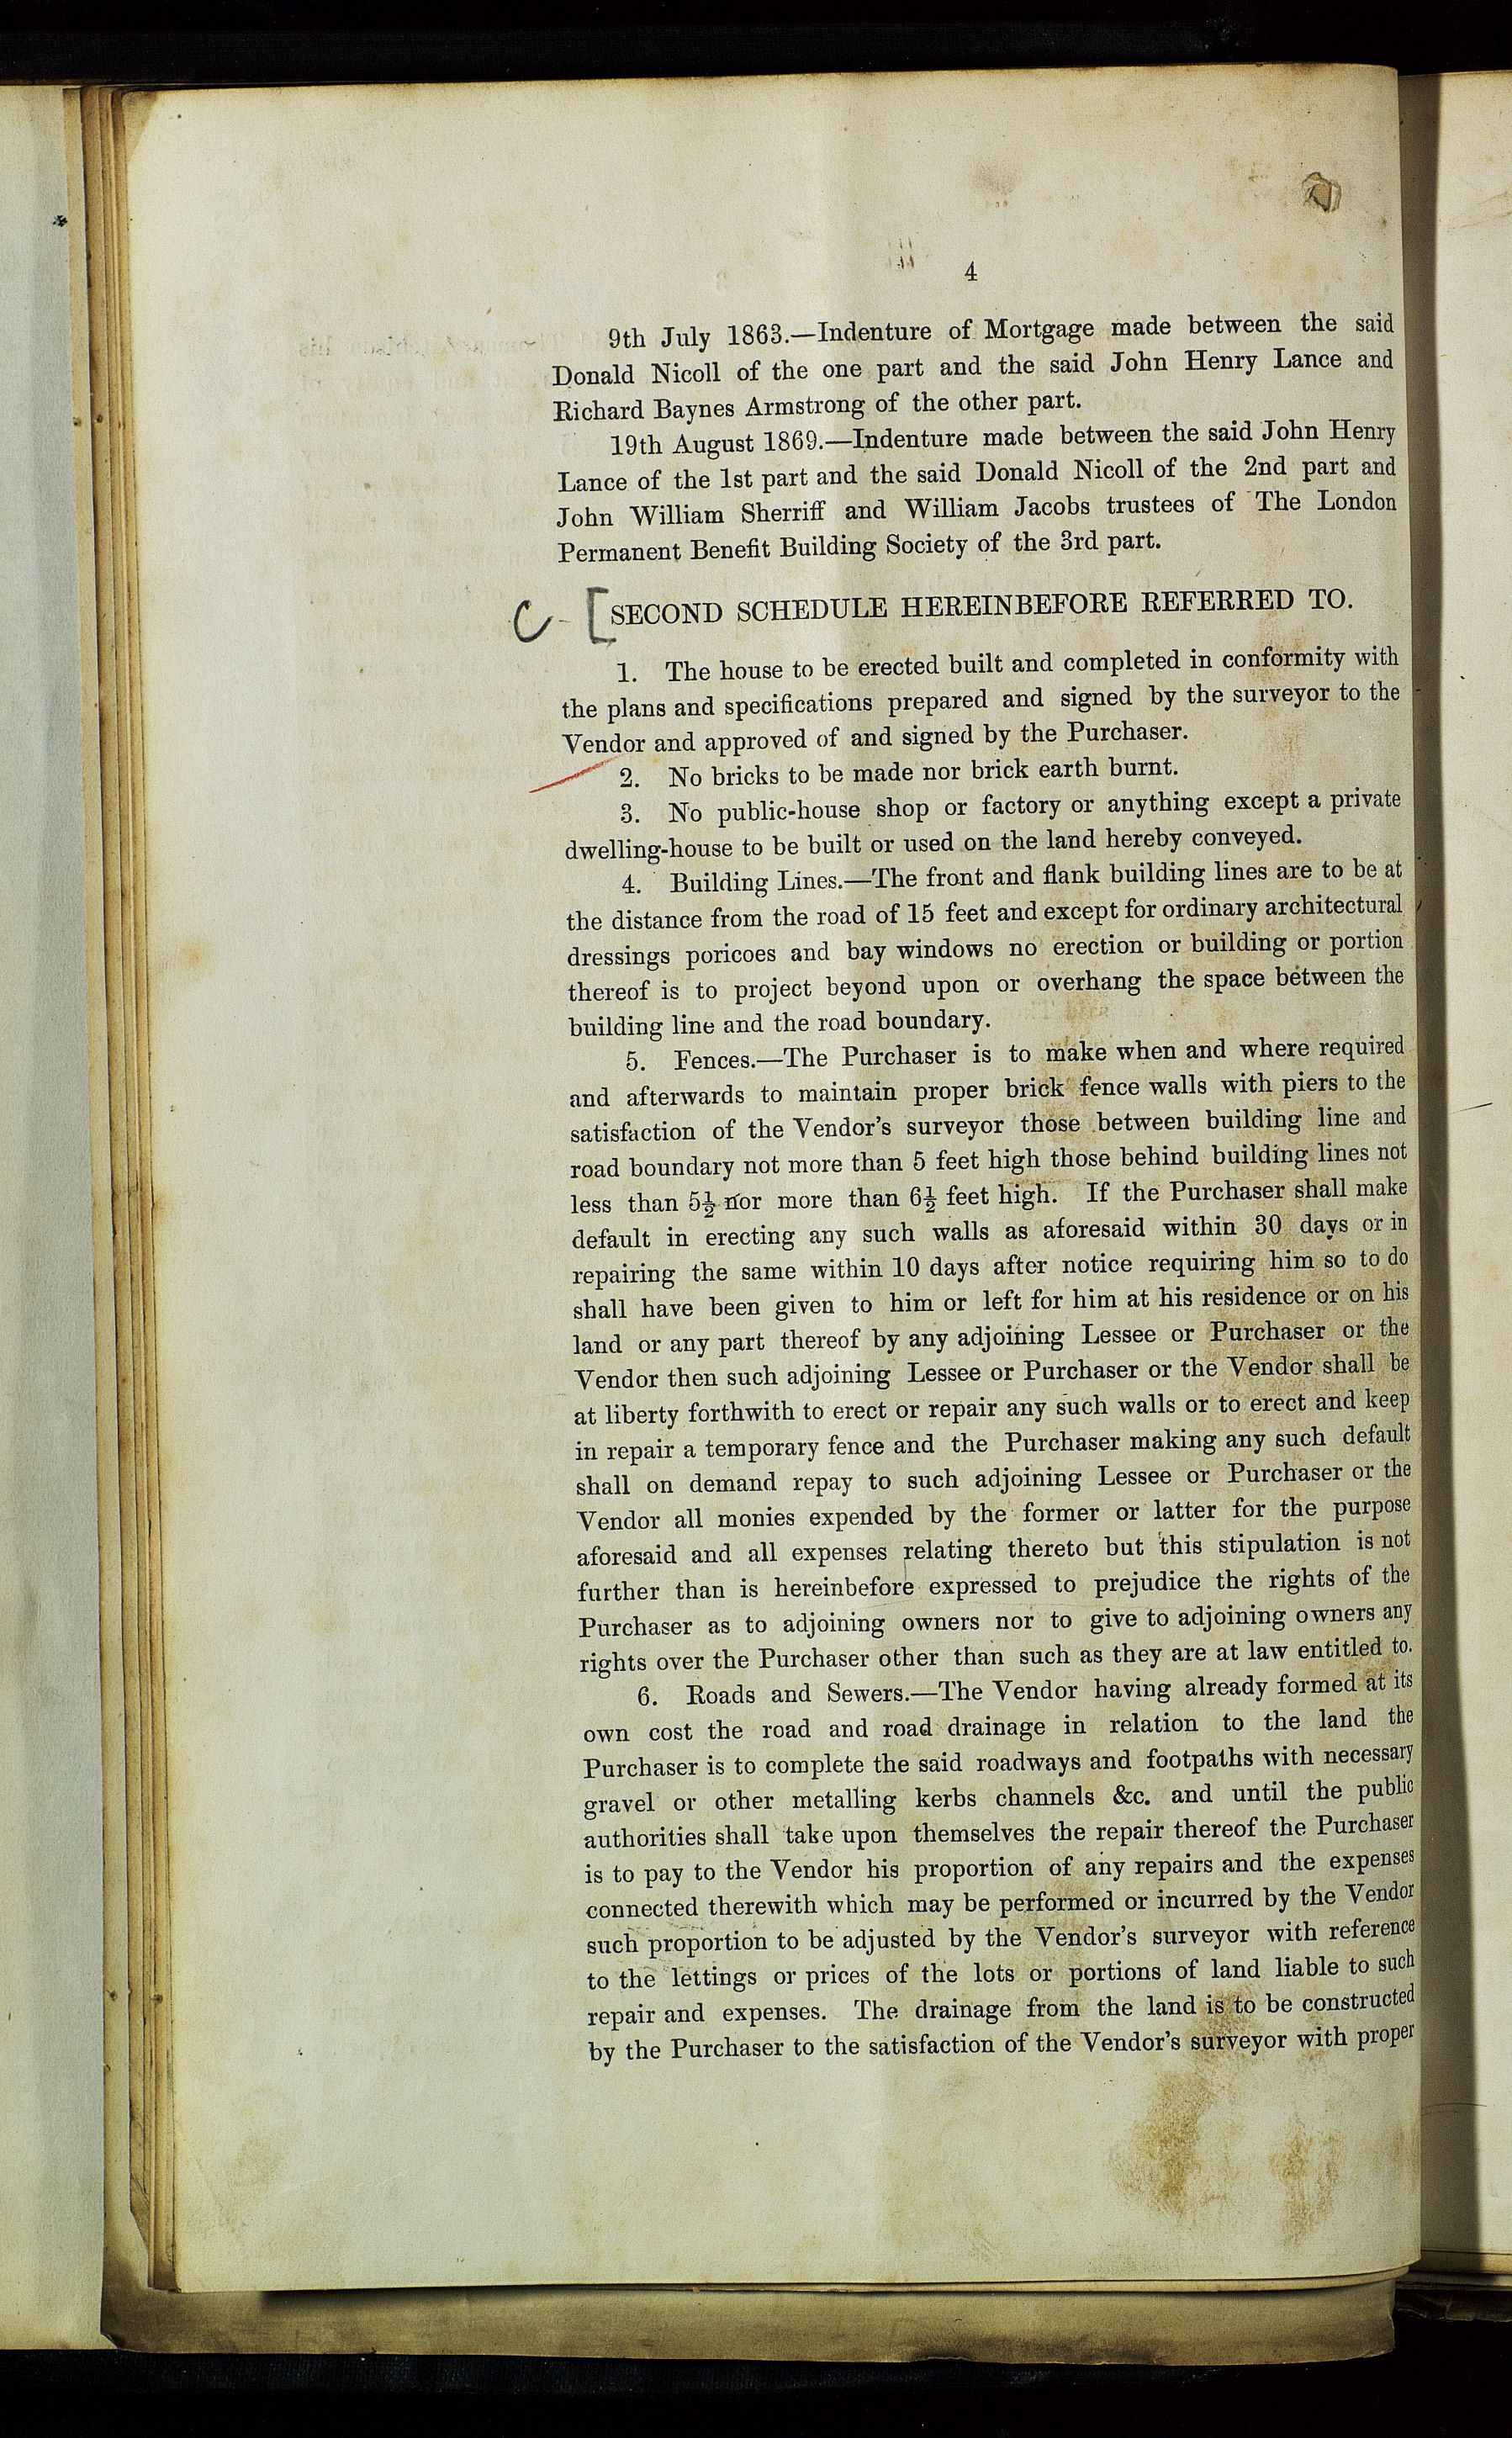 4
9th July 1863.—Indenture of Mortgage made between the said
Donald Nicoll of the one part and the said John Henry Lance and
Richard Baynes Armstrong of the other part.
19th August 1869.—Indenture made between the said John Henry
Lance of the 1st part and the said Donald Nicoll of the 2nd part and
John William Sherriff and William Jacobs trustees of The London
Permanent Benefit Building Society of the 3rd part.
C [SECOND SCHEDULE HEREINBEFORE REFERRED TO.
1. The house to be erected built and completed in conformity with
the plans and specifications prepared and signed by the surveyor to the
Vendor and approved of and signed by the Purchaser.
2. No bricks to be made nor brick earth burnt.
3. No public-house shop or factory or anything except a private
dwelling-house to be built or used on the land hereby conveyed.
4. Building Lines.—The front and flank building lines are to be at
the distance from the road of 15 feet and except for ordinary architectural
dressings poricoes and bay windows no erection or building or portion
thereof is to project beyond upon or overhang the space between the
building line and the road boundary.
5. Fences.—The Purchaser is to make when and where required
and afterwards to maintain proper brick fence walls with piers to the
satisfaction of the Vendor's surveyor those between building line and
road boundary not more than 5 feet high those behind building lines not
less than 5½ nor more than 6½ feet high. If the Purchaser shall make
default in erecting any such walls as aforesaid within 30 days or in
repairing the same within 10 days after notice requiring him so to do
shall have been given to him or left for him at his residence or on his
land or any part thereof by any adjoining Lessee or Purchaser or the
Vendor then such adjoining Lessee or Purchaser or the Vendor shall be
at liberty forthwith to erect or repair any such walls or to erect and keep
in repair a temporary fence and the Purchaser making any such default
shall on demand repay to such adjoining Lessee or Purchaser or the
Vendor all monies expended by the former or latter for the purpose
aforesaid and all expenses relating thereto but this stipulation is not
further than is hereinbefore expressed to prejudice the rights of the
Purchaser as to adjoining owners nor to give to adjoining owners any
rights over the Purchaser other than such as they are at law entitled to.
6. Roads and Sewers.—The Vendor having already formed at its
own cost the road and road drainage in relation to the land the
Purchaser is to complete the said roadways and footpaths with necessary
gravel or other metalling kerbs channels &c. and until the public
authorities shall take upon themselves the repair thereof the Purchaser
is to pay to the Vendor his proportion of any repairs and the expenses
connected therewith which may be performed or incurred by the Vendor
such proportion to be adjusted by the Vendor's surveyor with reference
to the lettings or prices of the lots or portions of land liable to such
repair and expenses. The drainage from the land is to be constructed
by the Purchaser to the satisfaction of the Vendor's surveyor with proper